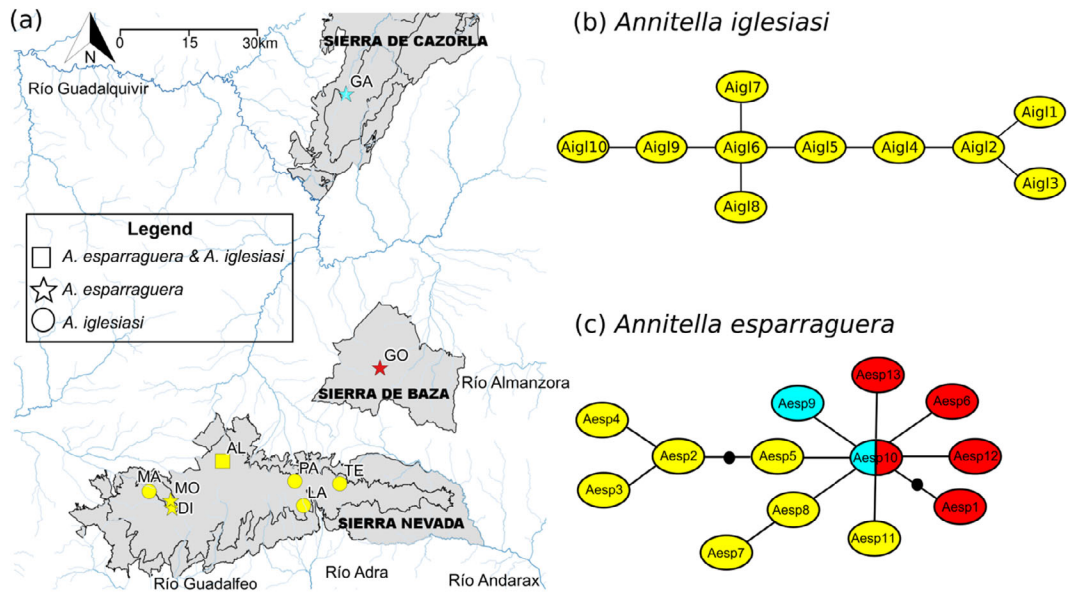 (a)
0 15 30km
N
SIERRA DE CAZORLA
Río Guadalquivir
GA
Legend
A. esparraguera & A. iglesiasi
A. esparraguera
A. iglesiasi
GO
SIERRA DE BAZA
Río Almanzora
AL
MA
MO
DI
PA
TE
LA
SIERRA NEVADA
Río Guadalfeo
Río Adra
Río Andarax
(b) Annitella iglesiasi
Aigl7
Aigl1
Aigl10 Aigl9 Aigl6 Aigl5 Aigl4 Aigl2
Aigl3
Aigl8
(c) Annitella esparraguera
Aesp13
Aesp9
Aesp6
Aesp4
Aesp2
Aesp5
Aesp10
Aesp12
Aesp3
Aesp8
Aesp1
Aesp7
Aesp11